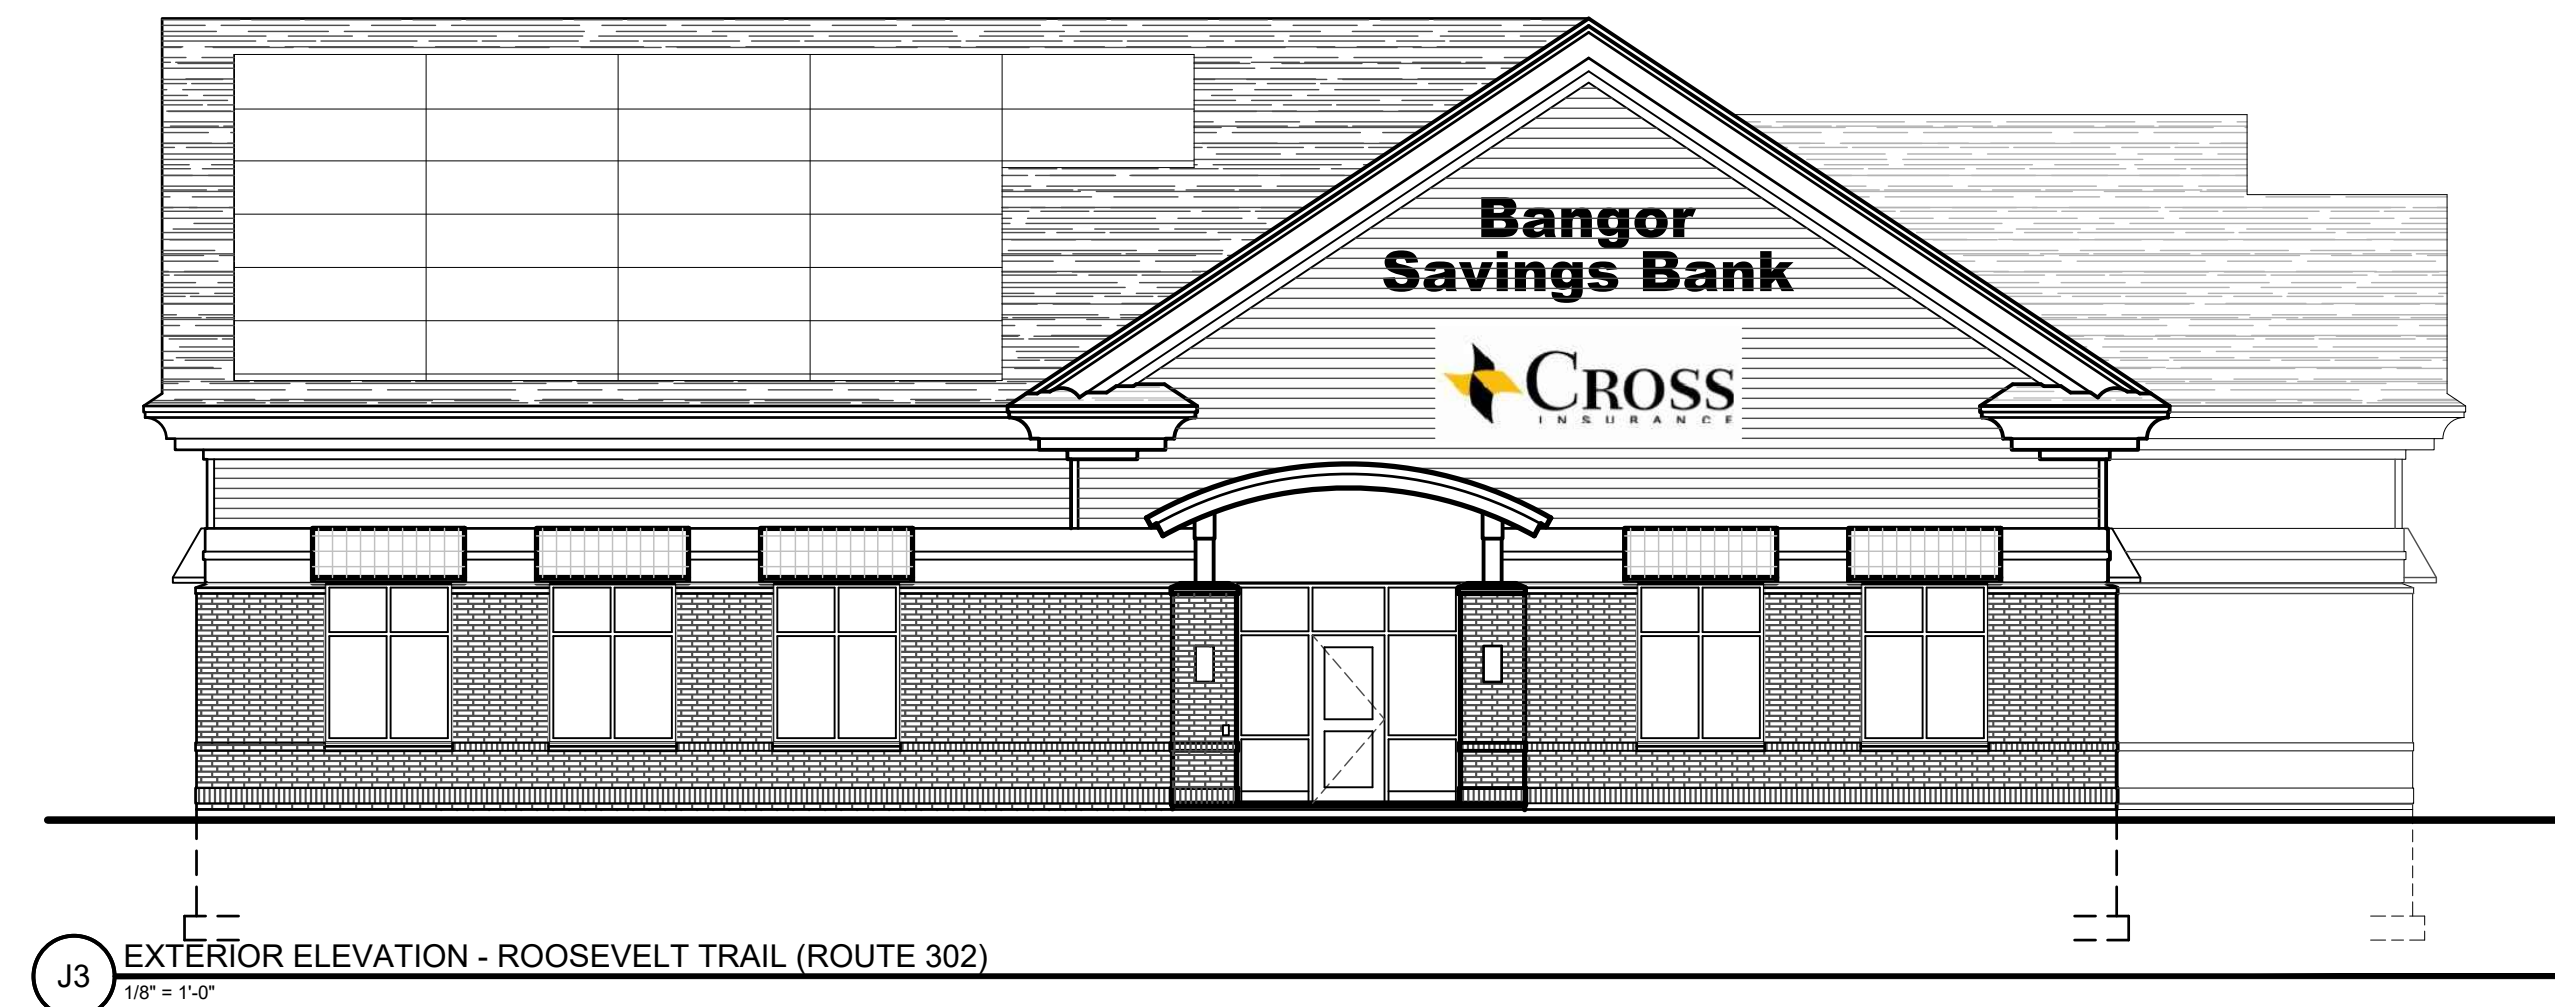 Bangor
Savings Bank
CROSS
INSURANCE
J3
EXTERIOR ELEVATION - ROOSEVELT TRAIL (ROUTE 302)
1/8" = 1'-0"